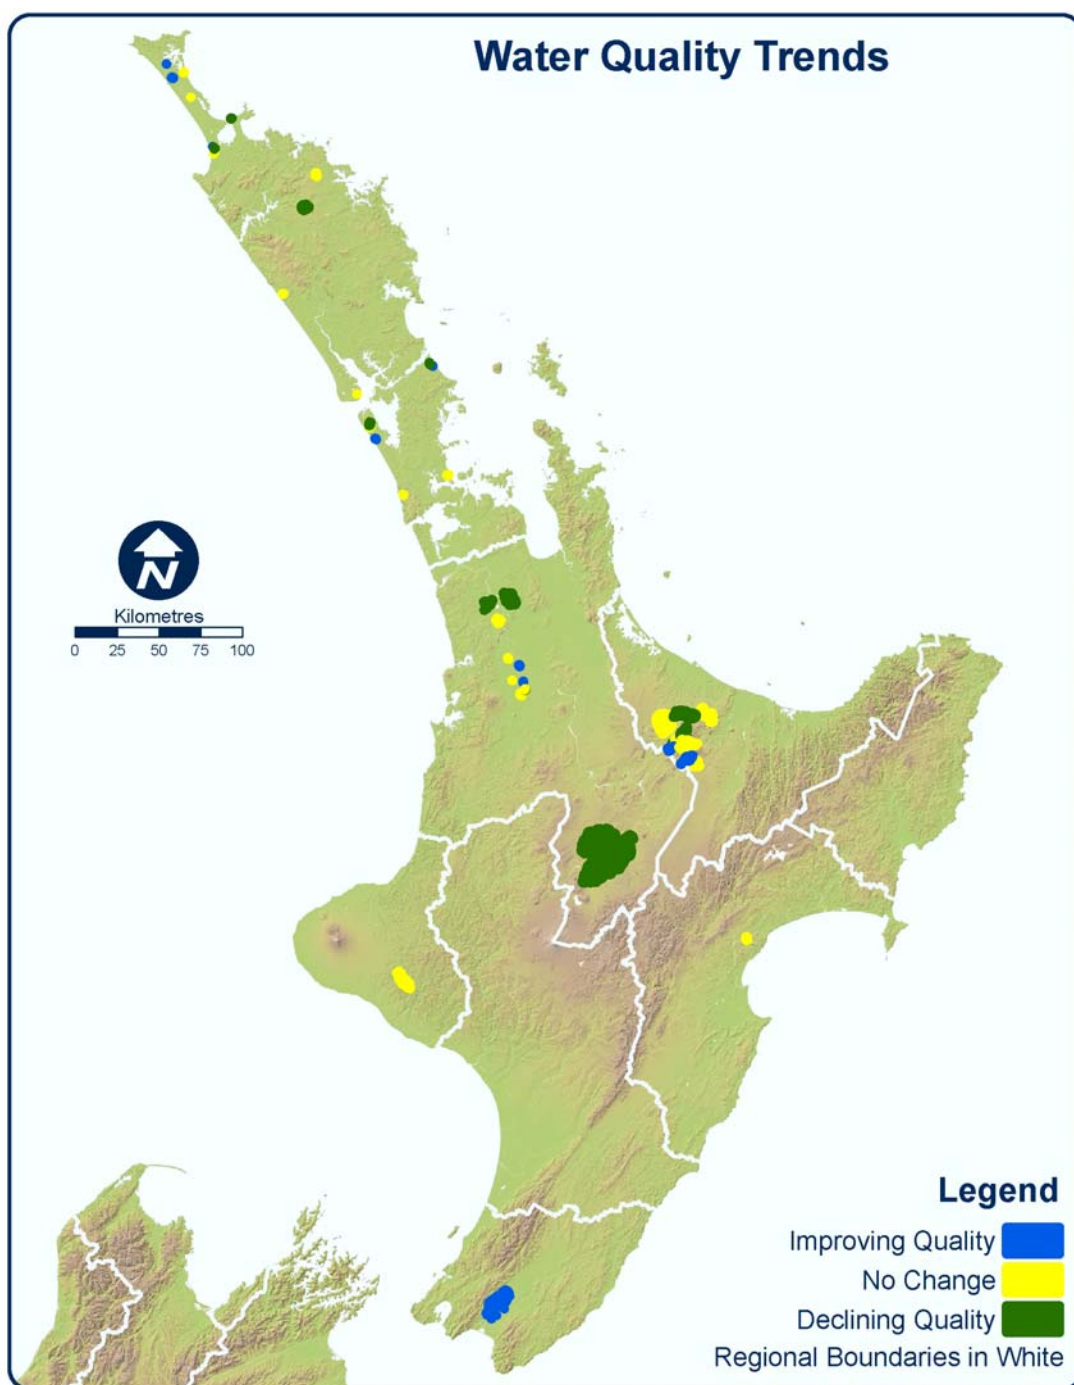 Water Quality Trends
N
Kilometres
0 25 50 75 100
Legend
Improving Quality
No Change
Declining Quality
Regional Boundaries in White